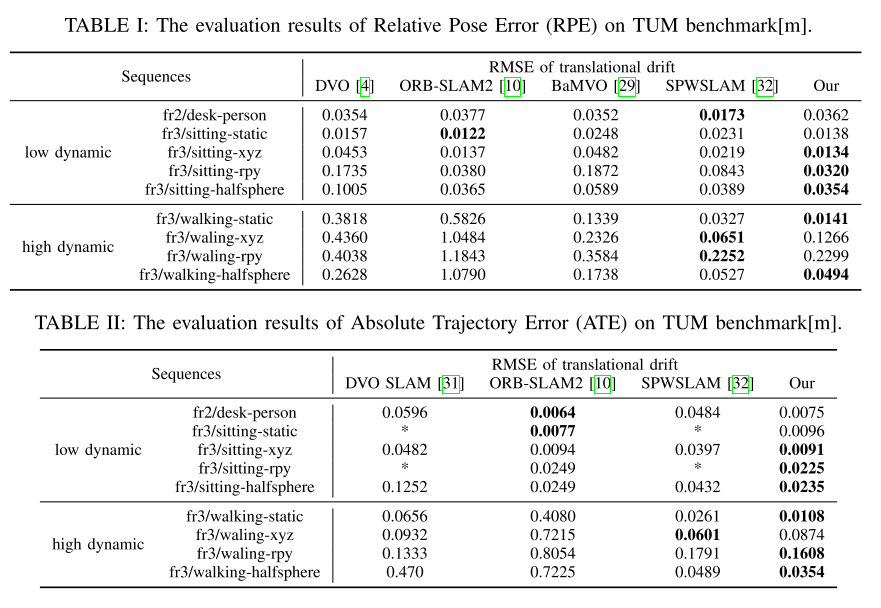 TABLE I: The evaluation results of Relative Pose Error (RPE) on TUM benchmark[m].
Sequences RMSE of translational drift
DVO [4] ORB-SLAM2 [10] BaMVO [29] SPWSLAM [32] Our
low dynamic
fr2/desk-person 0.0354 0.0377 0.0352 0.0173 0.0362
fr3/sitting-static 0.0157 0.0122 0.0248 0.0231 0.0138
fr3/sitting-xyz 0.0453 0.0137 0.0482 0.0219 0.0134
fr3/sitting-rpy 0.1735 0.0380 0.1872 0.0843 0.0320
fr3/sitting-halfsphere 0.1005 0.0365 0.0589 0.0389 0.0354
high dynamic
fr3/walking-static 0.3818 0.5826 0.1339 0.0327 0.0141
fr3/waling-xyz 0.4360 1.0484 0.2326 0.0651 0.1266
fr3/waling-rpy 0.4038 1.1843 0.3584 0.2252 0.2299
fr3/walking-halfsphere 0.2628 1.0790 0.1738 0.0527 0.0494
TABLE II: The evaluation results of Absolute Trajectory Error (ATE) on TUM benchmark[m].
Sequences RMSE of translational drift
DVO SLAM [31] ORB-SLAM2 [10] SPWSLAM [32] Our
low dynamic
fr2/desk-person 0.0596 0.0064 0.0484 0.0075
fr3/sitting-static * 0.0077 * 0.0096
fr3/sitting-xyz 0.0482 0.0094 0.0397 0.0091
fr3/sitting-rpy * 0.0249 * 0.0225
fr3/sitting-halfsphere 0.1252 0.0249 0.0432 0.0235
high dynamic
fr3/walking-static 0.0656 0.4080 0.0261 0.0108
fr3/waling-xyz 0.0932 0.7215 0.0601 0.0874
fr3/waling-rpy 0.1333 0.8054 0.1791 0.1608
fr3/walking-halfsphere 0.470 0.7225 0.0489 0.0354